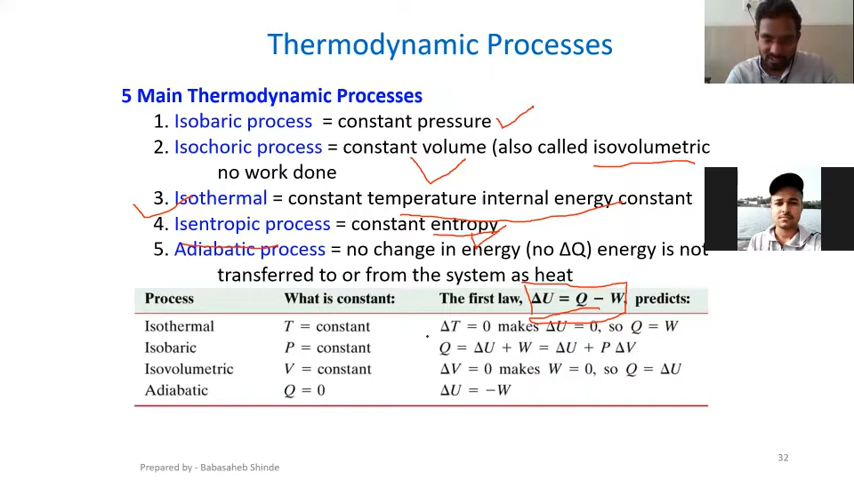 Thermodynamic Processes
5 Main Thermodynamic Processes
1. Isobaric process = constant pressure
2. Isochoric process = constant volume (also called isovolumetric
no work done
3. Isothermal = constant temperature internal energy constant
4. Isentropic process = constant entropy
5. Adiabatic process = no change in energy (no ΔQ) energy is not
transferred to or from the system as heat
Process What is constant: The first law, ΔU = Q − W, predicts:
Isothermal T = constant ΔT = 0 makes ΔU = 0, so Q = W
Isobaric P = constant Q = ΔU + W = ΔU + P ΔV
Isovolumetric V = constant ΔV = 0 makes W = 0, so Q = ΔU
Adiabatic Q = 0 ΔU = −W
Prepared by - Babasaheb Shinde
32